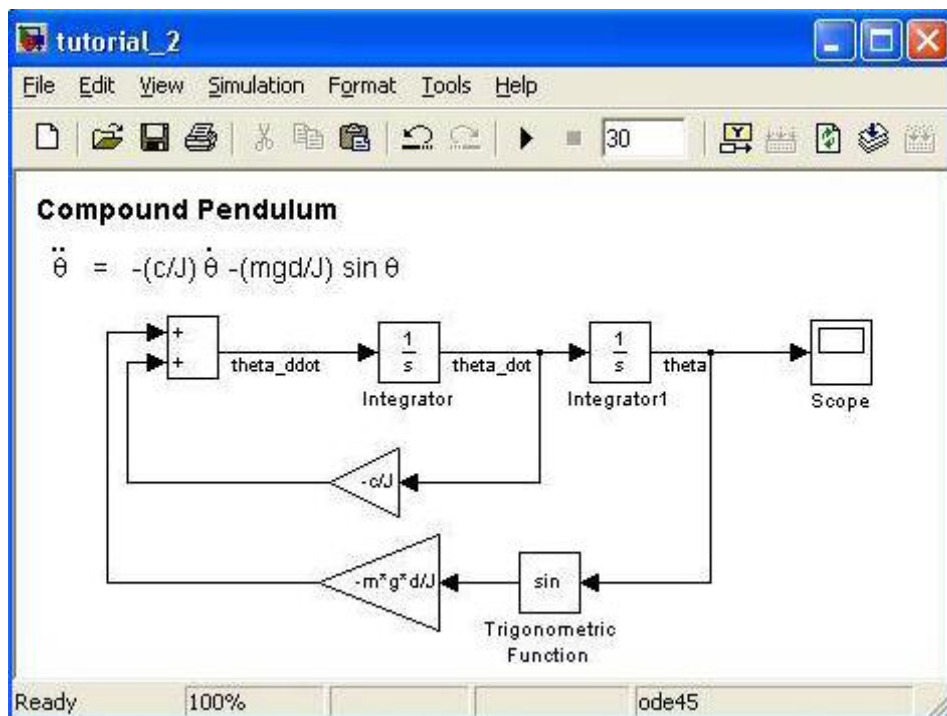 tutorial_2
File Edit View Simulation Format Tools Help
30
Compound Pendulum
θ̈ = -(c/J) θ̇ -(mgd/J) sin θ
+
+
theta_ddot
1
s
Integrator
theta_dot
1
s
Integrator1
theta
Scope
-c/J
-m*g*d/J
sin
Trigonometric
Function
Ready 100% ode45